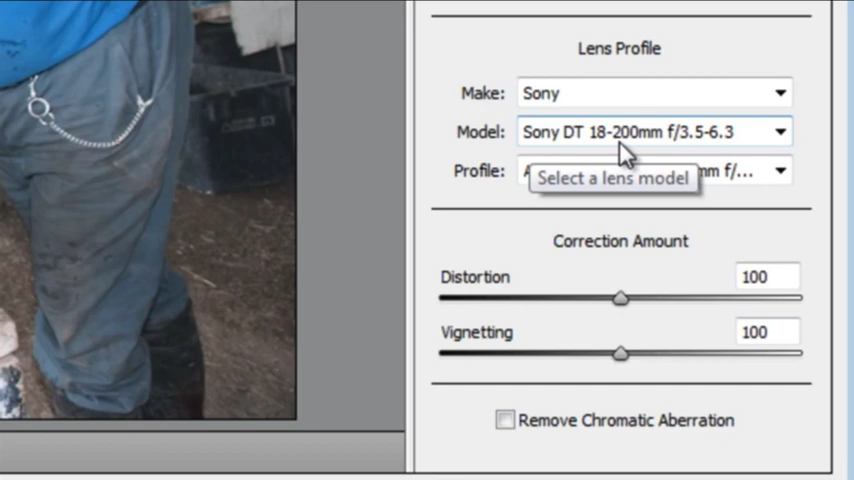 Lens Profile
Make: Sony
Model: Sony DT 18-200mm f/3.5-6.3
Profile: mm f/...
Select a lens model
Correction Amount
Distortion 100
Vignetting 100
Remove Chromatic Aberration